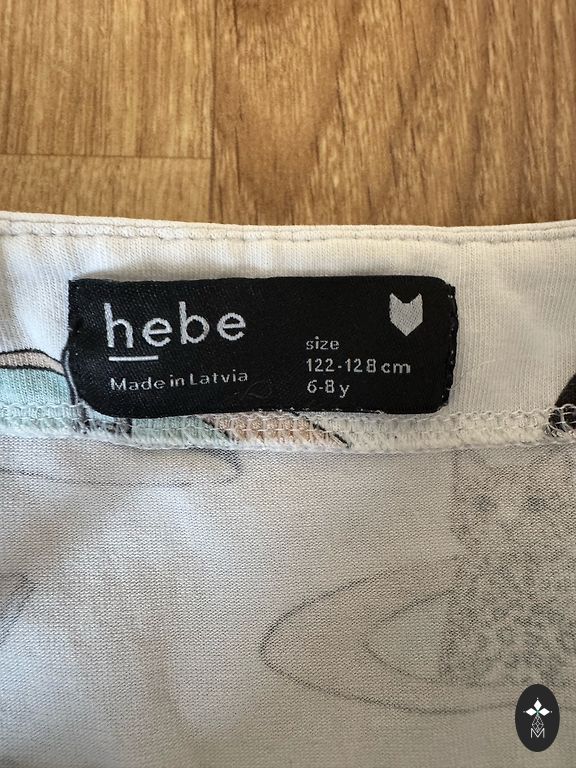 hebe
Made in Latvia
size
122-128 cm
6-8 y
M